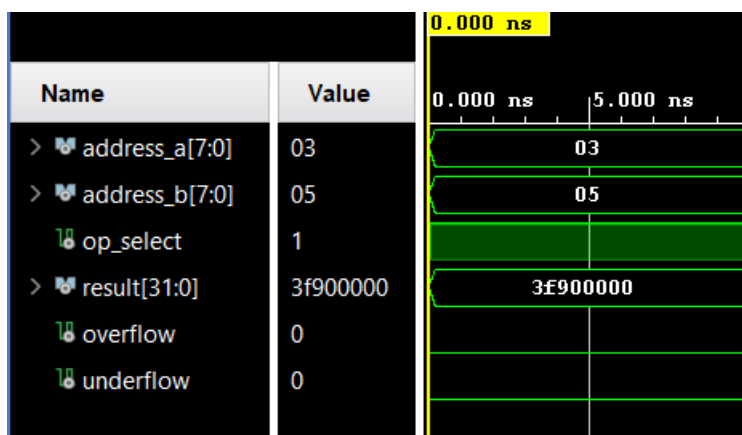 0.000 ns
Name Value 0.000 ns 5.000 ns
address_a[7:0] 03 03
address_b[7:0] 05 05
op_select 1
result[31:0] 3f900000 3f900000
overflow 0
underflow 0